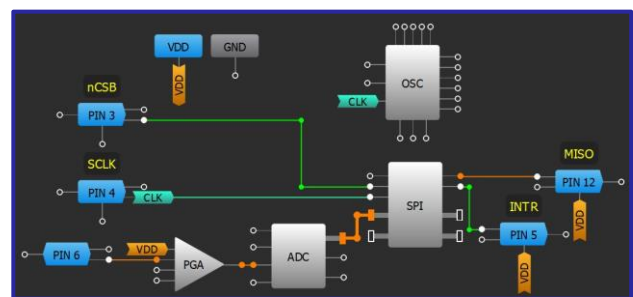 VDD
GND
VDD
nCSB
PIN 3
OSC
CLK
SCLK
PIN 4
CLK
SPI
MISO
PIN 12
VDD
INTR
PIN 5
VDD
PIN 6
VDD
PGA
ADC